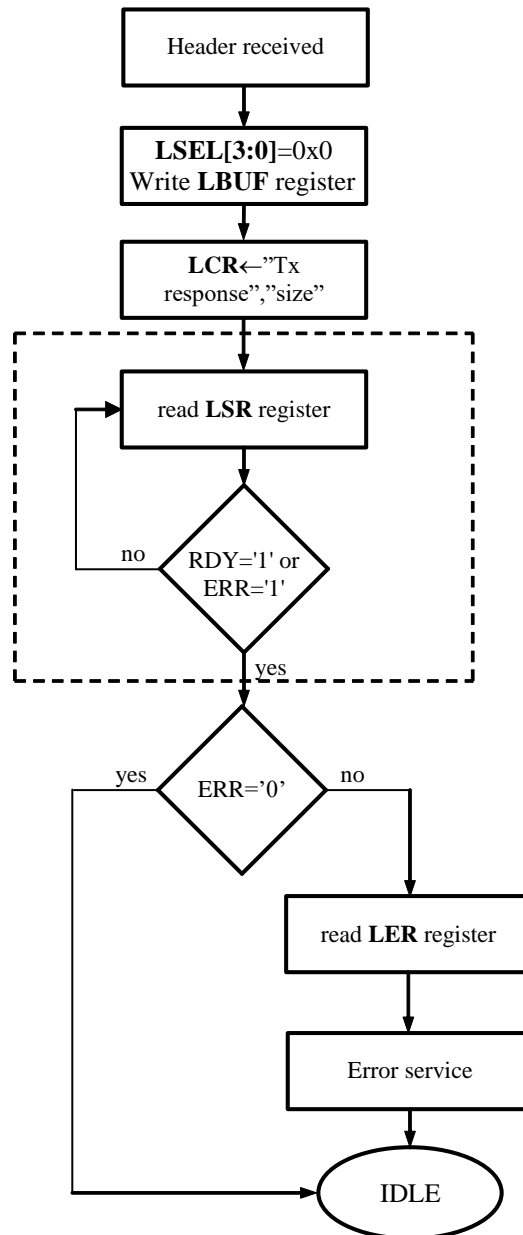 Header received
LSEL[3:0]=0x0
Write LBUF register
LCR←”Tx
response”,”size”
read LSR register
no
RDY='1' or
ERR='1'
yes
yes
ERR=’0’
no
read LER register
Error service
IDLE